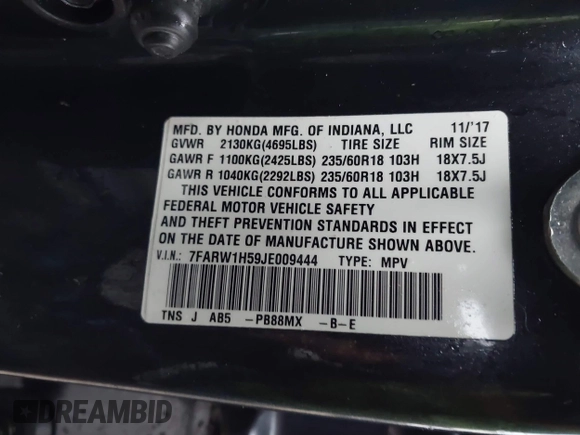 MFD. BY HONDA MFG. OF INDIANA, LLC 11/'17
GVWR 2130KG(4695LBS) TIRE SIZE RIM SIZE
GAWR F 1100KG(2425LBS) 235/60R18 103H 18X7.5J
GAWR R 1040KG(2292LBS) 235/60R18 103H 18X7.5J
THIS VEHICLE CONFORMS TO ALL APPLICABLE
FEDERAL MOTOR VEHICLE SAFETY
AND THEFT PREVENTION STANDARDS IN EFFECT
ON THE DATE OF MANUFACTURE SHOWN ABOVE.
V.I.N.: 7FARW1H59JE009444 TYPE: MPV
TNS J AB5 -PB88MX -B-E
DREAMBID